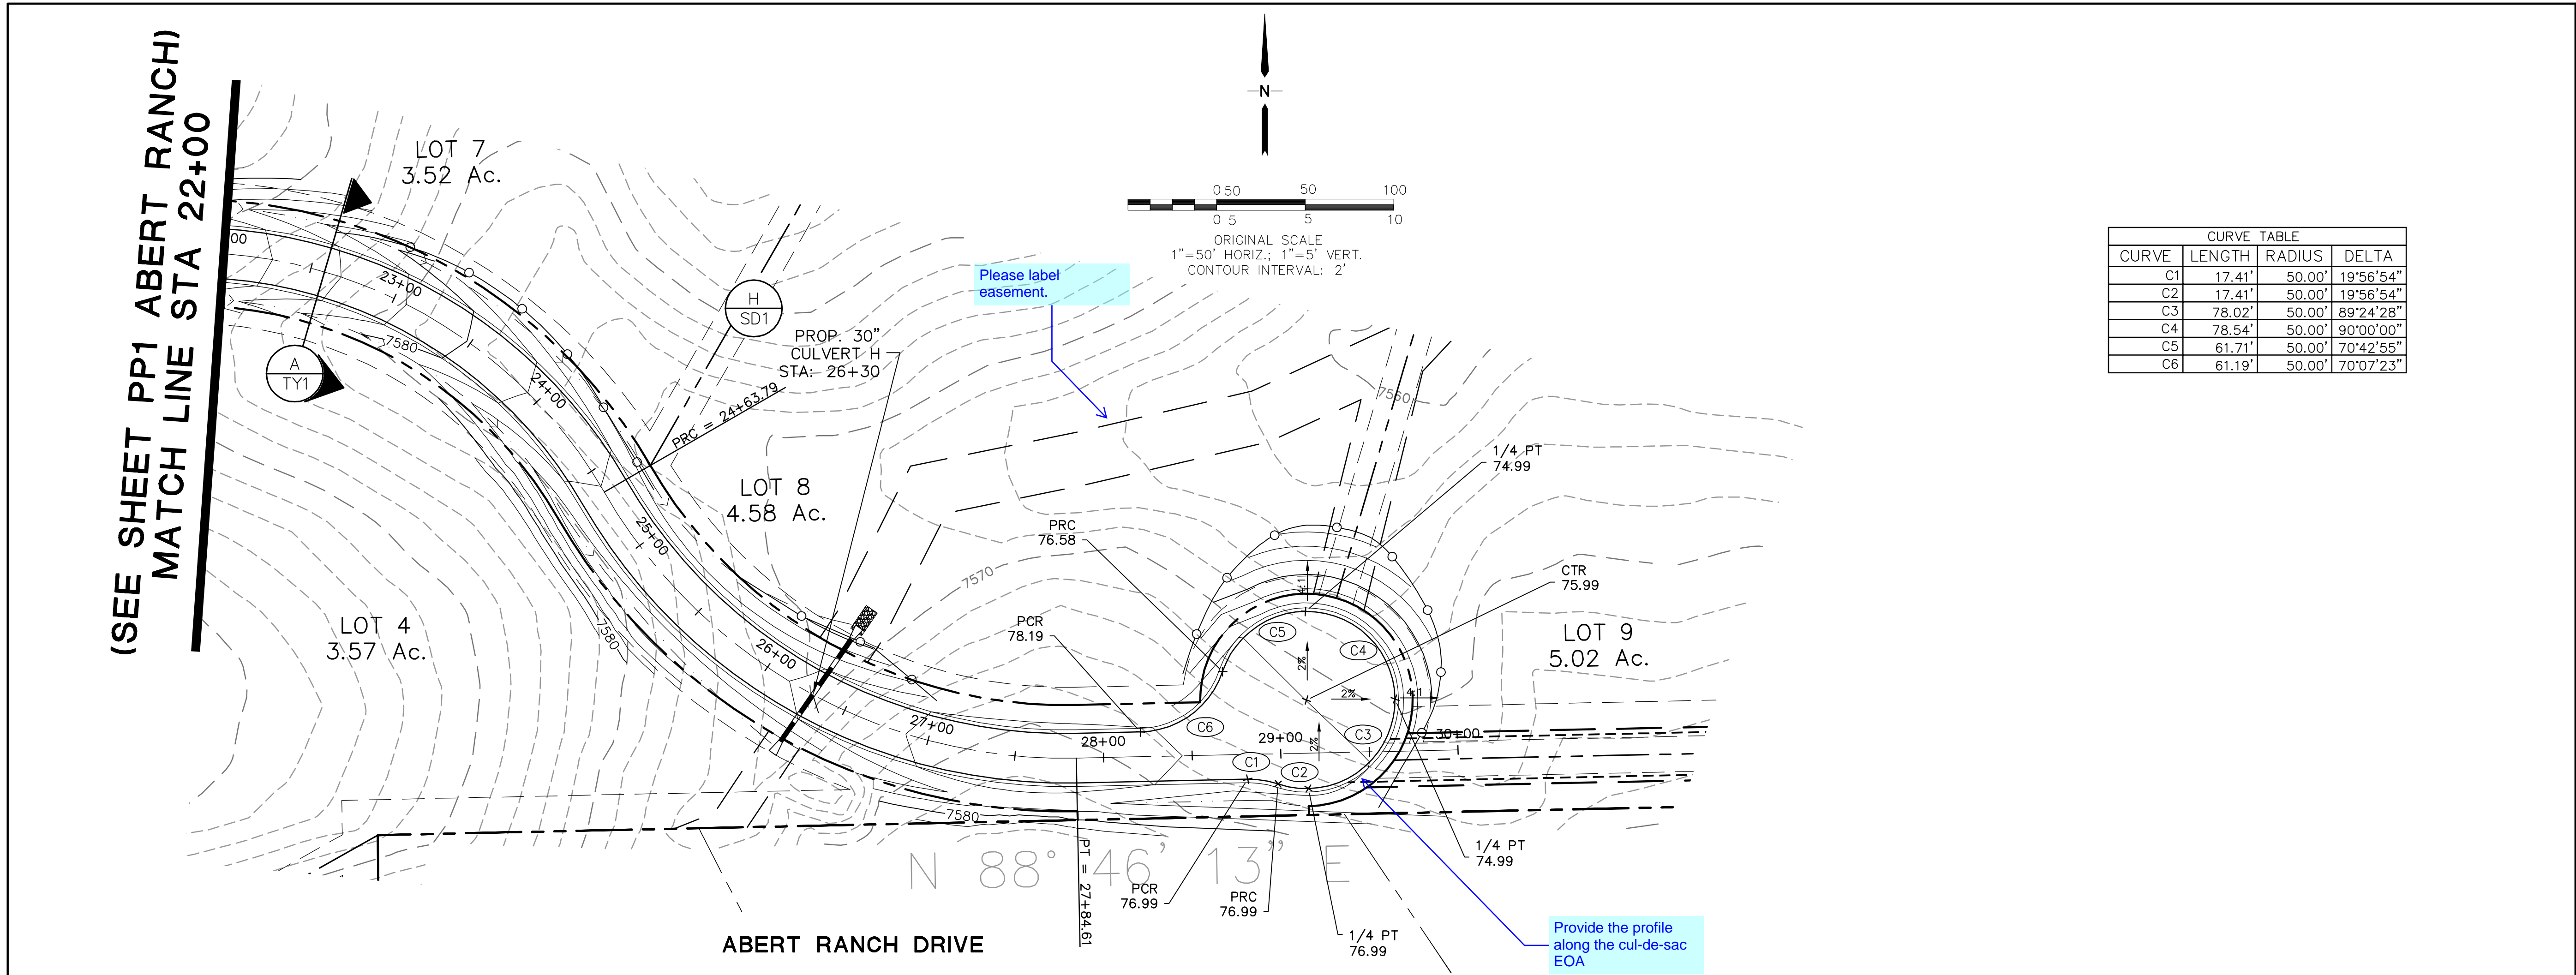 (SEE SHEET PP1 ABERT RANCH)
MATCH LINE STA 22+00
LOT 7
3.52 Ac.
00
23+00
7580
A
TY1
24+00
H
SD1
PROP. 30”
CULVERT H
STA: 26+30
PRC = 24+63.79
LOT 8
4.58 Ac.
25+00
LOT 4
3.57 Ac.
7580
26+00
27+00
28+00
29+00
30+00
N
0 50 50 100
0 5 5 10
ORIGINAL SCALE
1”=50’ HORIZ.; 1”=5’ VERT.
CONTOUR INTERVAL: 2’
Please label
easement.
7560
7570
1/4 PT
74.99
PRC
76.58
CTR
75.99
PCR
78.19
4:1
C5
C4
2%
2%
4:1
C6
C3
2%
C1
C2
LOT 9
5.02 Ac.
7580
N 88° 46’ 13” E
PT = 27+84.61
PCR
76.99
PRC
76.99
1/4 PT
76.99
1/4 PT
74.99
ABERT RANCH DRIVE
Provide the profile
along the cul-de-sac
EOA
CURVE TABLE
CURVE LENGTH RADIUS DELTA
C1 17.41’ 50.00’ 19°56’54”
C2 17.41’ 50.00’ 19°56’54”
C3 78.02’ 50.00’ 89°24’28”
C4 78.54’ 50.00’ 90°00’00”
C5 61.71’ 50.00’ 70°42’55”
C6 61.19’ 50.00’ 70°07’23”